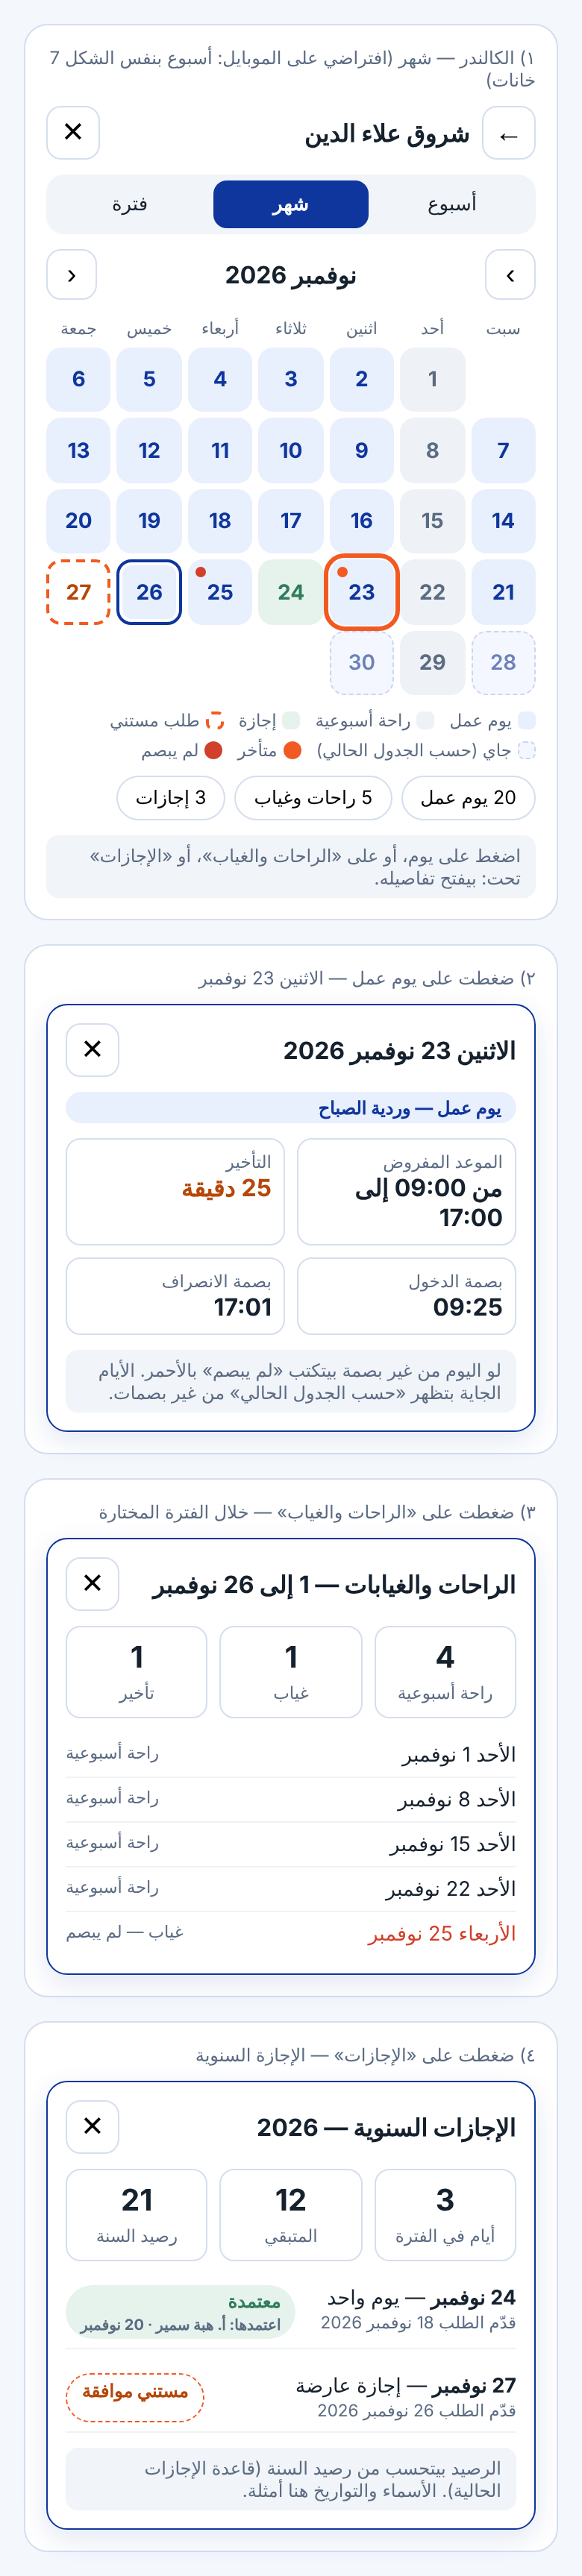 ١) الكالندر — شهر (افتراضي على الموبايل: أسبوع بنفس الشكل 7
خانات)
← شروق علاء الدين ✕
أسبوع شهر فترة
‹ نوفمبر 2026 ›
سبت أحد اثنين ثلاثاء أربعاء خميس جمعة
1 2 3 4 5 6
7 8 9 10 11 12 13
14 15 16 17 18 19 20
21 22 23 24 25 26 27
28 29 30
يوم عمل راحة أسبوعية إجازة طلب مستني
جاي (حسب الجدول الحالي) متأخر لم يبصم
20 يوم عمل 5 راحات وغياب 3 إجازات
اضغط على يوم، أو على «الراحات والغياب»، أو «الإجازات»
تحت: بيفتح تفاصيله.
٢) ضغطت على يوم عمل — الاثنين 23 نوفمبر
الاثنين 23 نوفمبر 2026 ✕
يوم عمل — وردية الصباح
الموعد المفروض
من 09:00 إلى
17:00
التأخير
25 دقيقة
بصمة الدخول
09:25
بصمة الانصراف
17:01
لو اليوم من غير بصمة بيتكتب «لم يبصم» بالأحمر. الأيام
الجاية بتظهر «حسب الجدول الحالي» من غير بصمات.
٣) ضغطت على «الراحات والغياب» — خلال الفترة المختارة
الراحات والغيابات — 1 إلى 26 نوفمبر ✕
4 1 1
راحة أسبوعية غياب تأخير
الأحد 1 نوفمبر راحة أسبوعية
الأحد 8 نوفمبر راحة أسبوعية
الأحد 15 نوفمبر راحة أسبوعية
الأحد 22 نوفمبر راحة أسبوعية
الأربعاء 25 نوفمبر غياب — لم يبصم
٤) ضغطت على «الإجازات» — الإجازة السنوية
الإجازات السنوية — 2026 ✕
3 12 21
أيام في الفترة المتبقي رصيد السنة
24 نوفمبر — يوم واحد معتمدة
قدّم الطلب 18 نوفمبر 2026 اعتمدها: أ. هبة سمير · 20 نوفمبر
27 نوفمبر — إجازة عارضة مستني موافقة
قدّم الطلب 26 نوفمبر 2026
الرصيد بيتحسب من رصيد السنة (قاعدة الإجازات
الحالية). الأسماء والتواريخ هنا أمثلة.